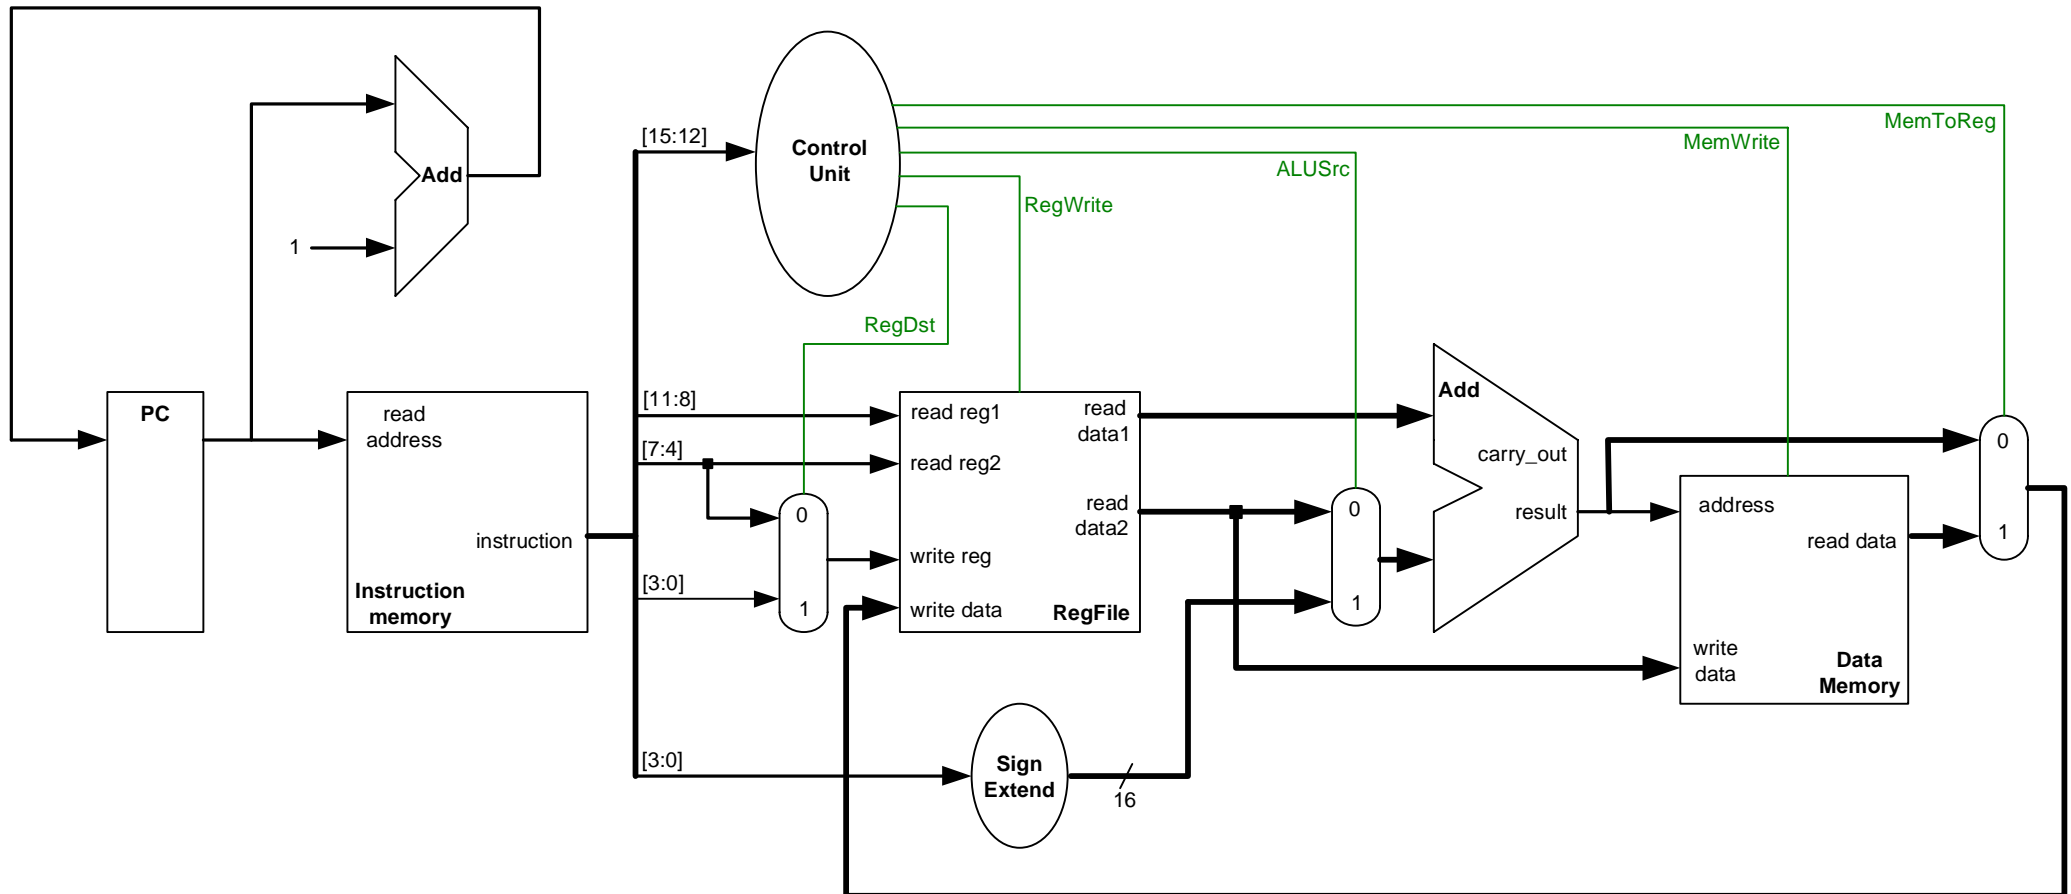 Add
1
[15:12]
Control
Unit
MemToReg
MemWrite
ALUSrc
RegWrite
RegDst
PC
read
address
instruction
Instruction
memory
[11:8]
[7:4]
[3:0]
[3:0]
0
1
read reg1
read reg2
write reg
write data
read
data1
read
data2
RegFile
Sign
Extend
16
0
1
Add
carry_out
result
address
read data
write
data
Data
Memory
0
1